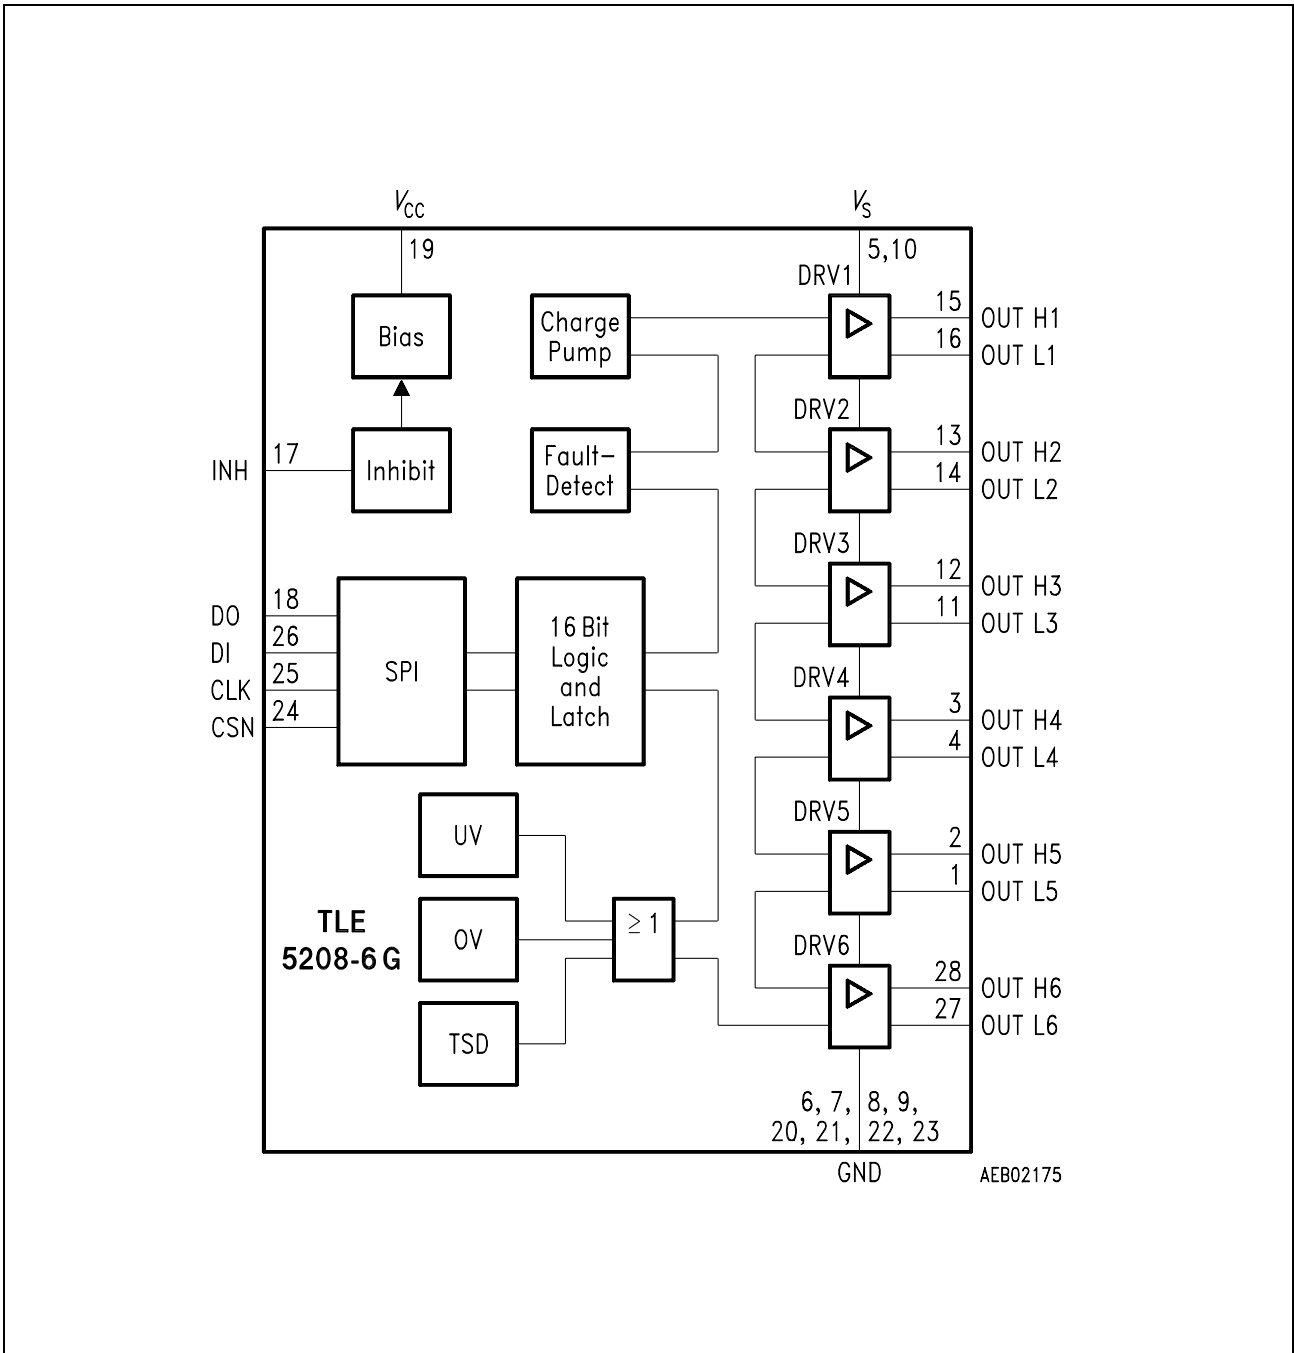 VCC
VS
19
5,10
DRV1
Bias
Charge
Pump
15
OUT H1
16
OUT L1
DRV2
INH
17
Inhibit
Fault-
Detect
13
OUT H2
14
OUT L2
DRV3
12
OUT H3
11
OUT L3
DO
18
DI
26
CLK
25
CSN
24
SPI
16 Bit
Logic
and
Latch
DRV4
3
OUT H4
4
OUT L4
DRV5
UV
2
OUT H5
1
OUT L5
TLE
5208-6 G
OV
≥ 1
DRV6
28
OUT H6
27
OUT L6
TSD
6, 7, 8, 9,
20, 21, 22, 23
GND
AEB02175